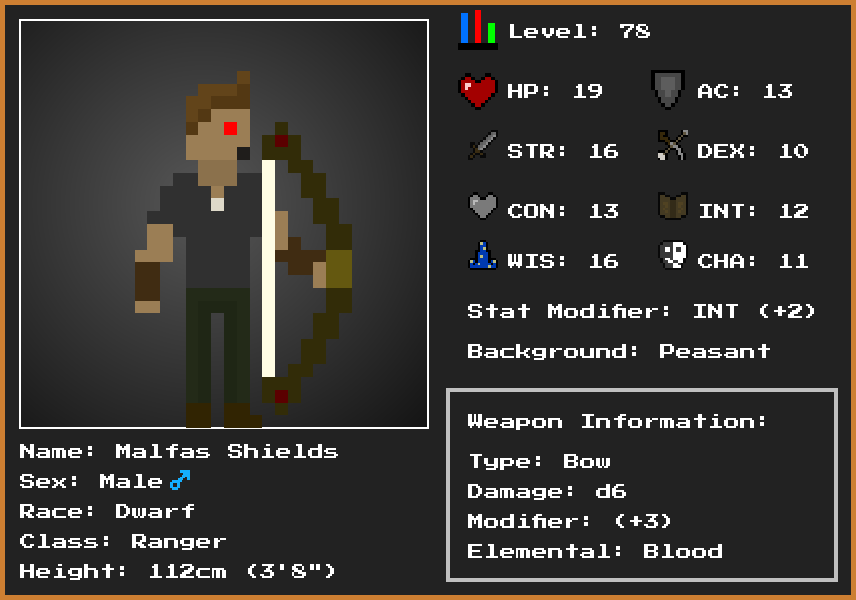 Level: 78
HP: 19 AC: 13
STR: 16 DEX: 10
CON: 13 INT: 12
WIS: 16 CHA: 11
Stat Modifier: INT (+2)
Background: Peasant
Weapon Information:
Type: Bow
Damage: d6
Modifier: (+3)
Elemental: Blood
Name: Malfas Shields
Sex: Male ♂
Race: Dwarf
Class: Ranger
Height: 112cm (3'8")